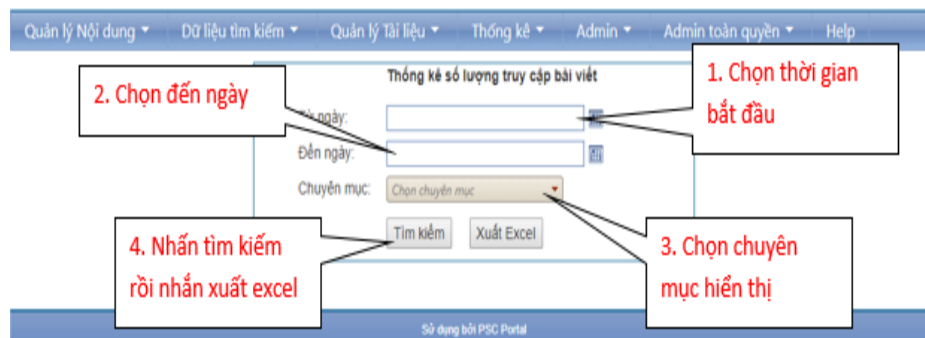 Quản lý Nội dung Dữ liệu tìm kiếm Quản lý Tài liệu Thống kê Admin Admin toàn quyền Help
Thống kê số lượng truy cập bài viết
1. Chọn thời gian
bắt đầu
2. Chọn đến ngày
ngày:
Đến ngày:
Chuyên mục: Chọn chuyên mục
Tìm kiếm Xuất Excel
4. Nhấn tìm kiếm
rồi nhắn xuất excel
3. Chọn chuyên
mục hiển thị
Sử dụng bởi PSC Portal